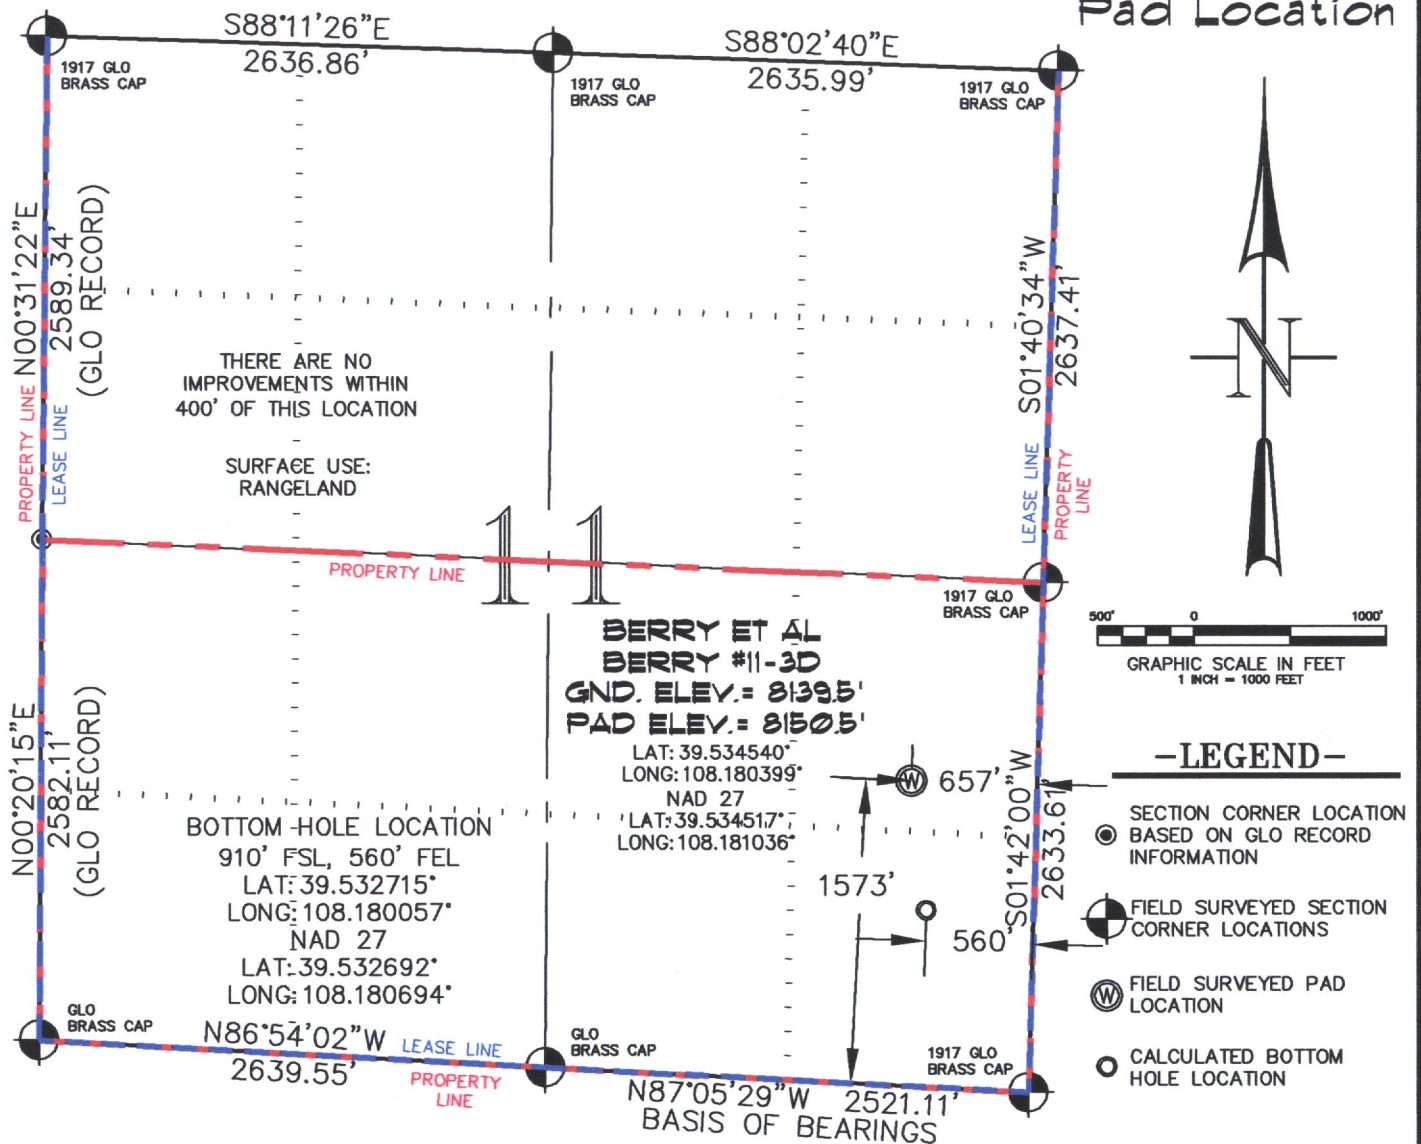 Pad Location
S88°11'26"E
2636.86'
S88°02'40"E
2635.99'
1917 GLO
BRASS CAP
1917 GLO
BRASS CAP
1917 GLO
BRASS CAP
N00°31'22"E
2589.34'
(GLO RECORD)
PROPERTY LINE
LEASE LINE
THERE ARE NO
IMPROVEMENTS WITHIN
400' OF THIS LOCATION
SURFACE USE:
RANGELAND
S01°40'34"W
2637.41'
LEASE LINE
PROPERTY
LINE
N
11
PROPERTY LINE
1917 GLO
BRASS CAP
500' 0 1000'
GRAPHIC SCALE IN FEET
1 INCH = 1000 FEET
BERRY ET AL
BERRY #11-3D
GND. ELEV.= 8139.5'
PAD ELEV.= 8150.5'
LAT: 39.534540°
LONG: 108.180399°
NAD 27
LAT: 39.534517°
LONG: 108.181036°
W
657'
1573'
560'
S01°42'00"W
2633.61'
N00°20'15"E
2582.11'
(GLO RECORD)
BOTTOM HOLE LOCATION
910' FSL, 560' FEL
LAT: 39.532715°
LONG: 108.180057°
NAD 27
LAT: 39.532692°
LONG: 108.180694°
GLO
BRASS CAP
N86°54'02"W
2639.55'
LEASE LINE
PROPERTY
LINE
GLO
BRASS CAP
1917 GLO
BRASS CAP
N87°05'29"W 2521.11'
BASIS OF BEARINGS
-LEGEND-
SECTION CORNER LOCATION
BASED ON GLO RECORD
INFORMATION
FIELD SURVEYED SECTION
CORNER LOCATIONS
W
FIELD SURVEYED PAD
LOCATION
CALCULATED BOTTOM
HOLE LOCATION